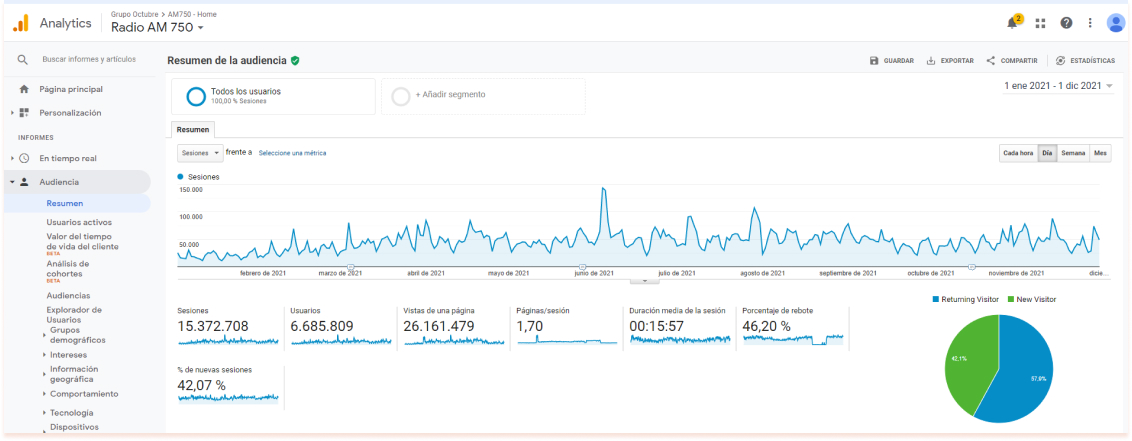 Analytics
Grupo Octubre > AM750 - Home
Radio AM 750
2
Buscar informes y artículos
Resumen de la audiencia
GUARDAR
EXPORTAR
COMPARTIR
ESTADÍSTICAS
Página principal
Personalización
INFORMES
En tiempo real
Audiencia
Resumen
Usuarios activos
Valor del tiempo
de vida del cliente
BETA
Análisis de
cohortes
BETA
Audiencias
Explorador de
Usuarios
Grupos
demográficos
Intereses
Información
geográfica
Comportamiento
Tecnología
Dispositivos
Todos los usuarios
100,00 % Sesiones
+ Añadir segmento
1 ene 2021 - 1 dic 2021
Resumen
Sesiones frente a Seleccione una métrica
Cada hora Día Semana Mes
Sesiones
150.000
100.000
50.000
febrero de 2021 marzo de 2021 abril de 2021 mayo de 2021 junio de 2021 julio de 2021 agosto de 2021 septiembre de 2021 octubre de 2021 noviembre de 2021 dicie...
Sesiones
15.372.708
Usuarios
6.685.809
Vistas de una página
26.161.479
Páginas/sesión
1,70
Duración media de la sesión
00:15:57
Porcentaje de rebote
46,20 %
% de nuevas sesiones
42,07 %
Returning Visitor New Visitor
42,1%
57,9%